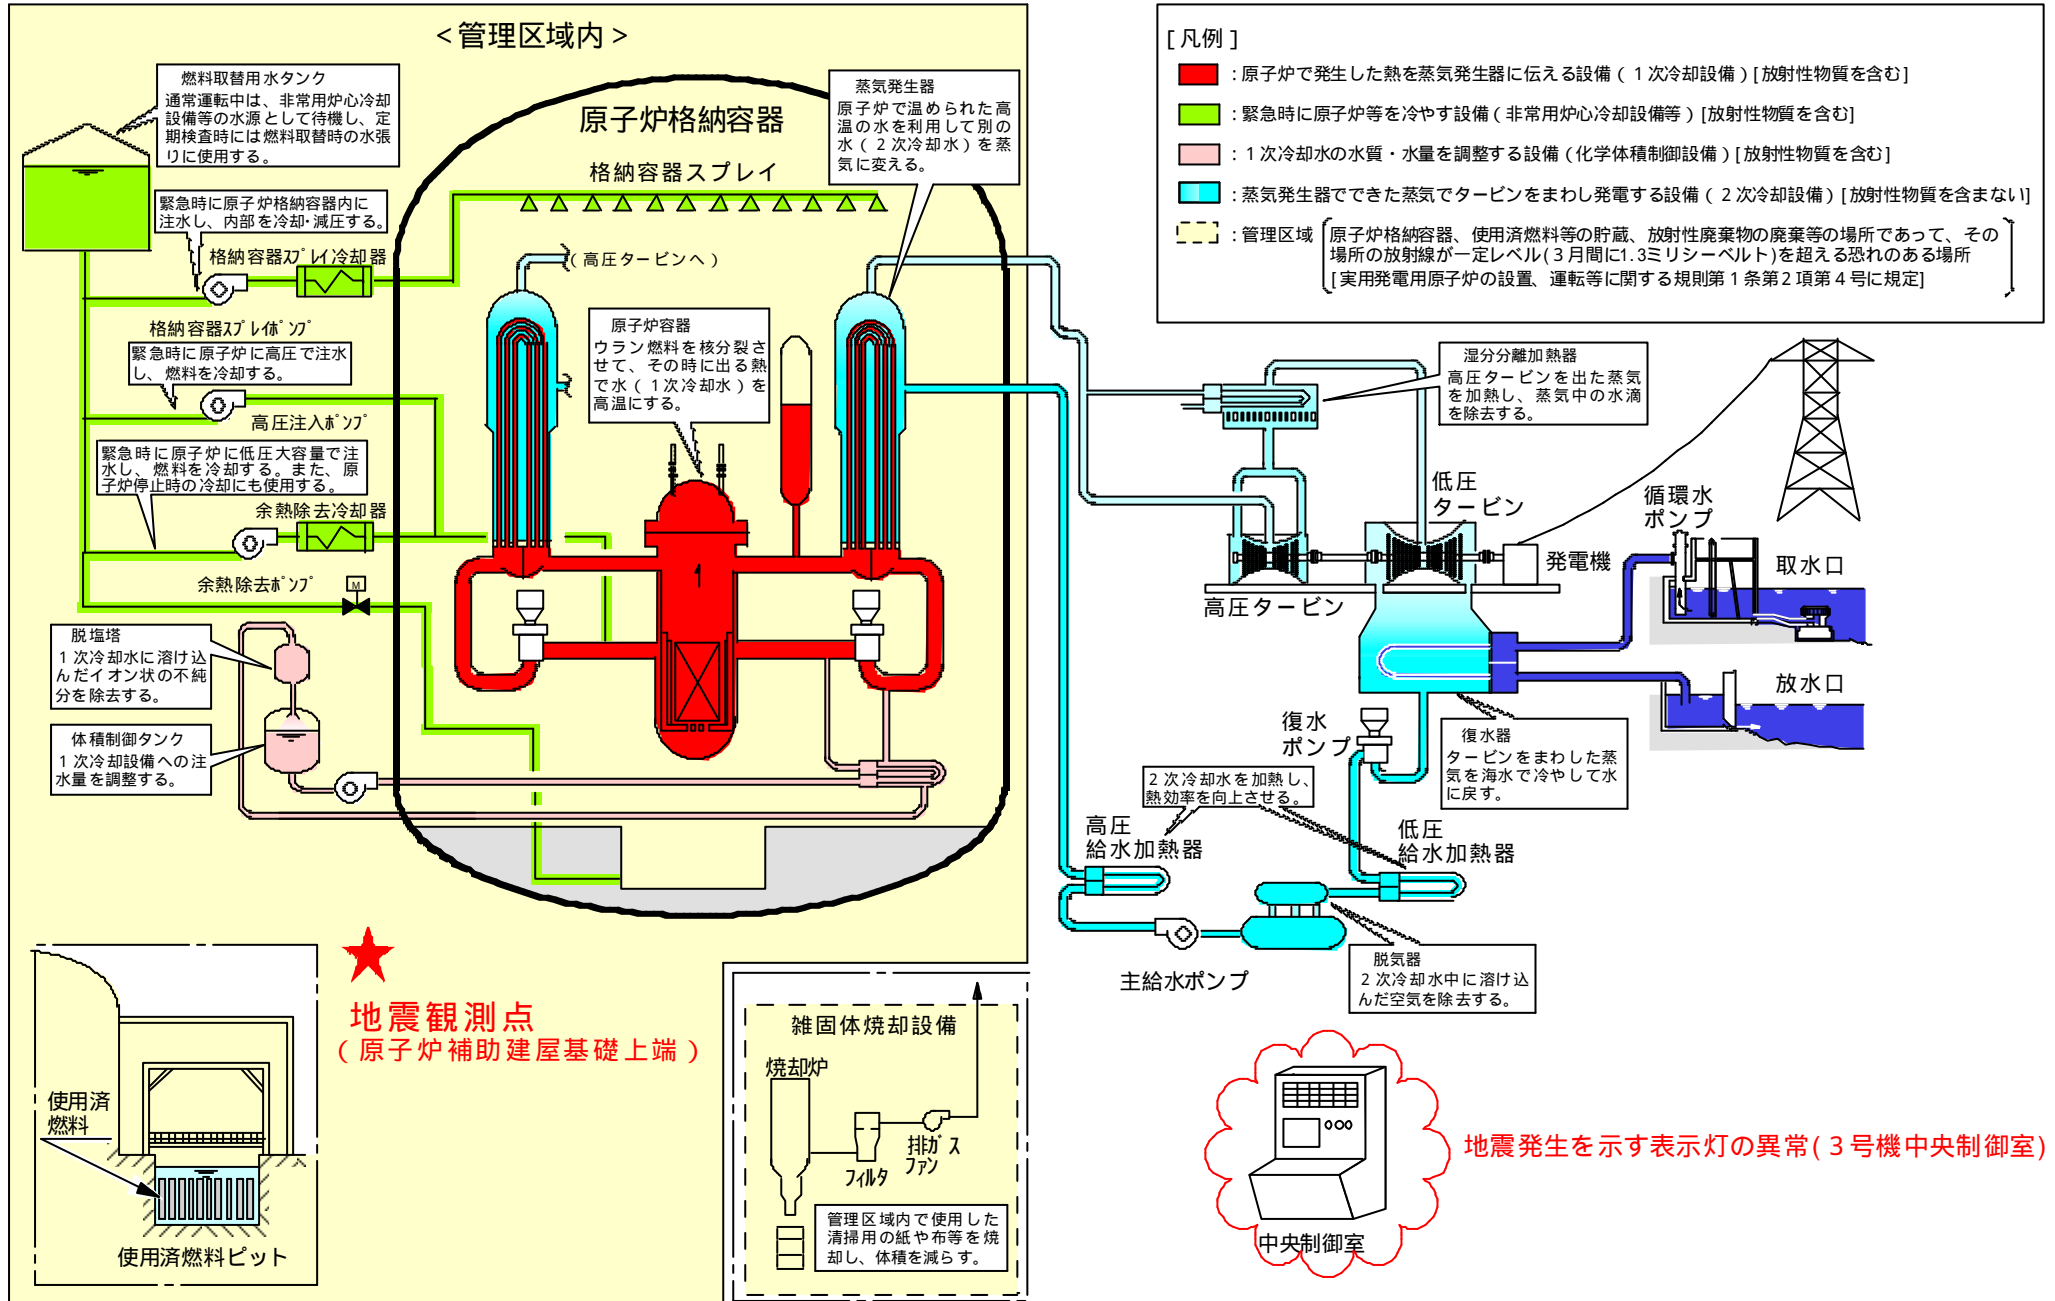 ＜管理区域内＞
燃料取替用水タンク
通常運転中は、非常用炉心冷却
設備等の水源として待機し、定
期検査時には燃料取替時の水張
りに使用する。
緊急時に原子炉格納容器内に
注水し、内部を冷却･減圧する。
格納容器スプレイ冷却器
格納容器スプレイポンプ
緊急時に原子炉に高圧で注水
し、燃料を冷却する。
高圧注入ポンプ
緊急時に原子炉に低圧大容量で注
水し、燃料を冷却する。また、原
子炉停止時の冷却にも使用する。
余熱除去冷却器
余熱除去ポンプ
M
脱塩塔
１次冷却水に溶け込
んだイオン状の不純
分を除去する。
体積制御タンク
１次冷却設備への注
水量を調整する。
原子炉格納容器
格納容器スプレイ
蒸気発生器
原子炉で温められた高
温の水を利用して別の
水（２次冷却水）を蒸
気に変える。
（高圧タービンへ）
原子炉容器
ウラン燃料を核分裂さ
せて、その時に出る熱
で水（１次冷却水）を
高温にする。
[凡例]
：原子炉で発生した熱を蒸気発生器に伝える設備（１次冷却設備）[放射性物質を含む]
：緊急時に原子炉等を冷やす設備（非常用炉心冷却設備等）[放射性物質を含む]
：１次冷却水の水質・水量を調整する設備（化学体積制御設備）[放射性物質を含む]
：蒸気発生器でできた蒸気でタービンをまわし発電する設備（２次冷却設備）[放射性物質を含まない]
：管理区域
原子炉格納容器、使用済燃料等の貯蔵、放射性廃棄物の廃棄等の場所であって、その
場所の放射線が一定レベル(３月間に1.3ミリシーベルト)を超える恐れのある場所
[実用発電用原子炉の設置、運転等に関する規則第１条第２項第４号に規定]
湿分分離加熱器
高圧タービンを出た蒸気
を加熱し、蒸気中の水滴
を除去する。
低圧
タービン
高圧タービン
発電機
循環水
ポンプ
取水口
放水口
復水
ポンプ
復水器
タービンをまわした蒸
気を海水で冷やして水
に戻す。
２次冷却水を加熱し、
熱効率を向上させる。
高圧
給水加熱器
低圧
給水加熱器
主給水ポンプ
脱気器
２次冷却水中に溶け込
んだ空気を除去する。
地震観測点
（原子炉補助建屋基礎上端）
使用済
燃料
使用済燃料ピット
雑固体焼却設備
焼却炉
フィルタ
排ガス
ファン
管理区域内で使用した
清掃用の紙や布等を焼
却し、体積を減らす。
地震発生を示す表示灯の異常(３号機中央制御室)
中央制御室